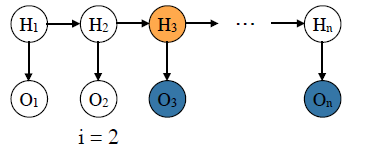 H₁ H₂ H₃ ... Hₙ
O₁ O₂ O₃ Oₙ
i = 2